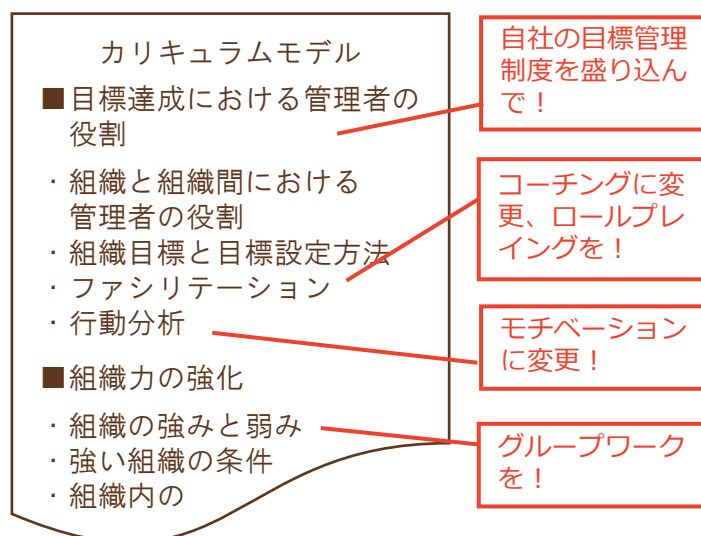 カリキュラムモデル
■目標達成における管理者の
役割
・組織と組織間における
管理者の役割
・組織目標と目標設定方法
・ファシリテーション
・行動分析
■組織力の強化
・組織の強みと弱み
・強い組織の条件
・組織内の
自社の目標管理
制度を盛り込ん
で！
コーチングに変
更、ロールプレ
イングを！
モチベーション
に変更！
グループワーク
を！